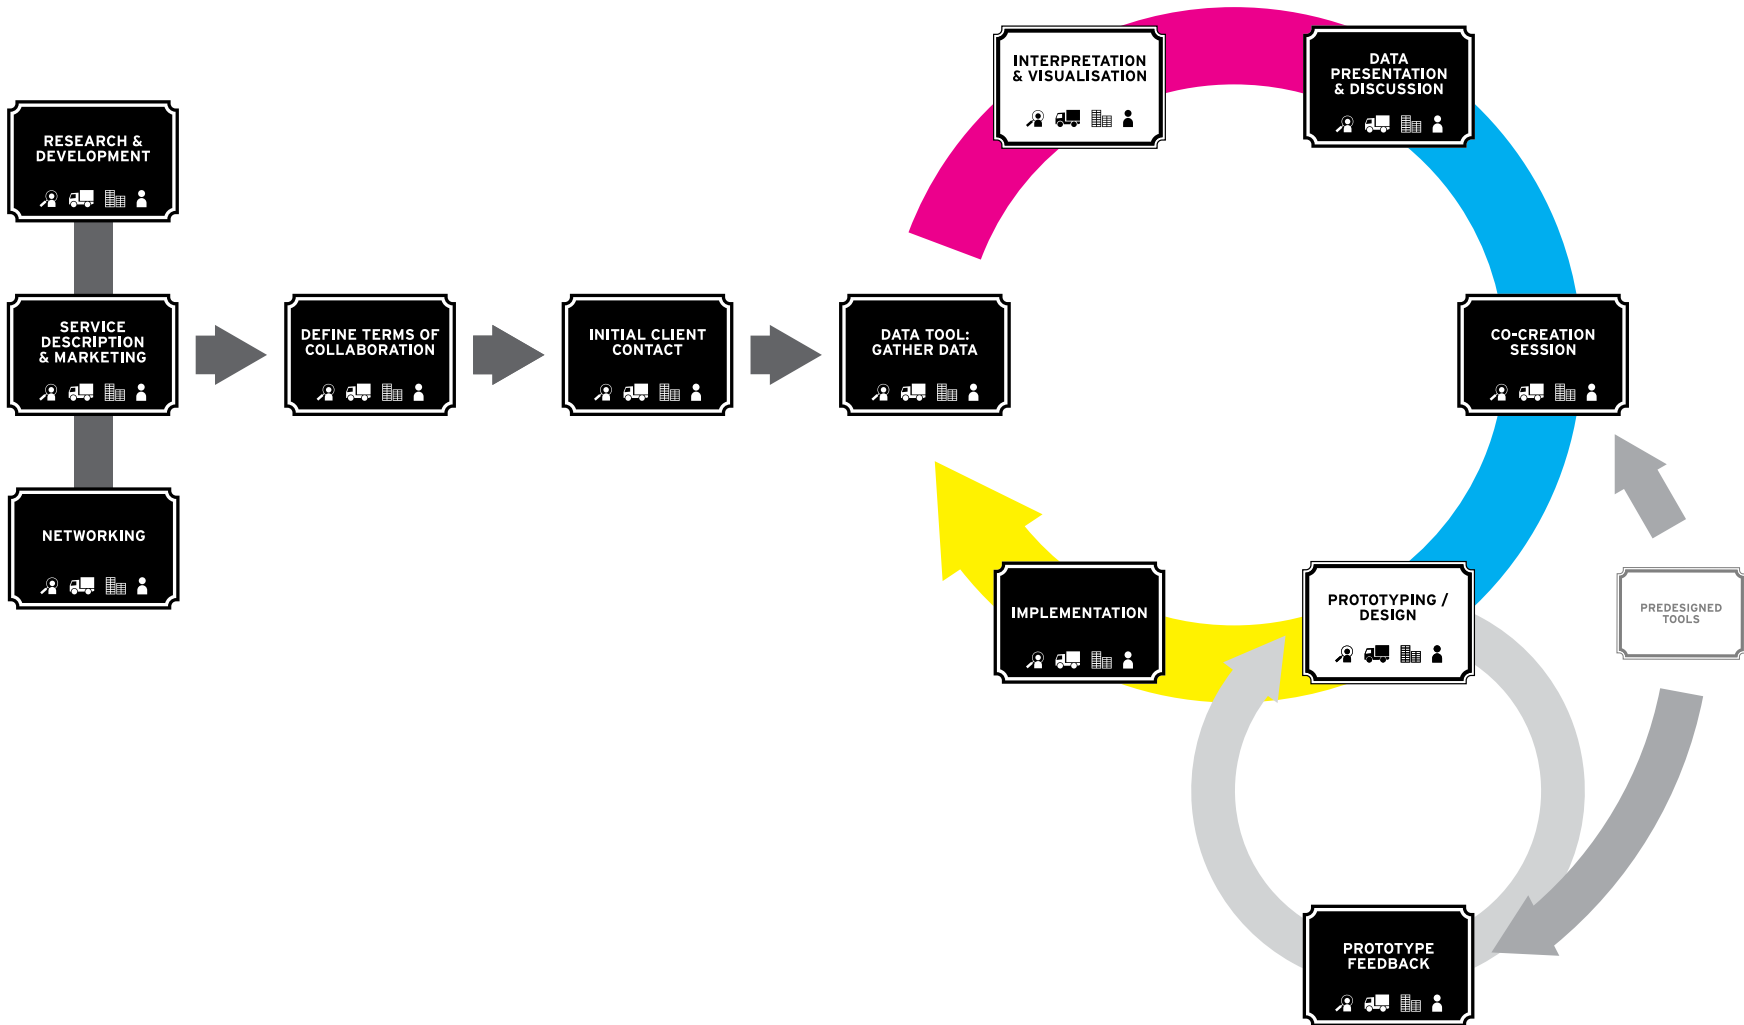 RESEARCH &
DEVELOPMENT
SERVICE
DESCRIPTION
& MARKETING
NETWORKING
DEFINE TERMS OF
COLLABORATION
INITIAL CLIENT
CONTACT
DATA TOOL:
GATHER DATA
INTERPRETATION
& VISUALISATION
DATA
PRESENTATION
& DISCUSSION
CO-CREATION
SESSION
PREDESIGNED
TOOLS
PROTOTYPING /
DESIGN
IMPLEMENTATION
PROTOTYPE
FEEDBACK